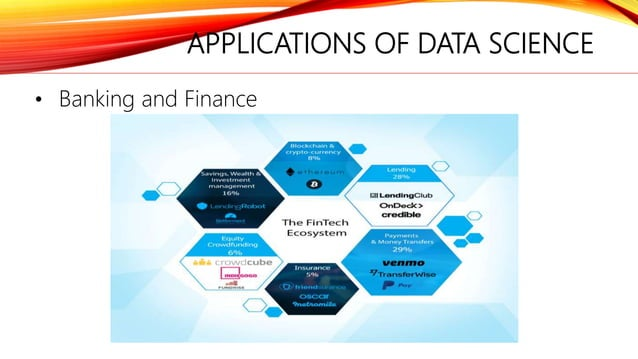 APPLICATIONS OF DATA SCIENCE
• Banking and Finance
Blockchain &
crypto-currency
8%
ethereum
Savings, Wealth &
Investment
management
16%
LendingRobot
Betterment
Lending
28%
LendingClub
OnDeck>
credible
The FinTech
Ecosystem
Equity
Crowdfunding
6%
crowdcube
INDIEGOGO
FUNDRISE
Payments
& Money Transfers
29%
venmo
TransferWise
Pay
Insurance
5%
friendsurance
oscar
metromile